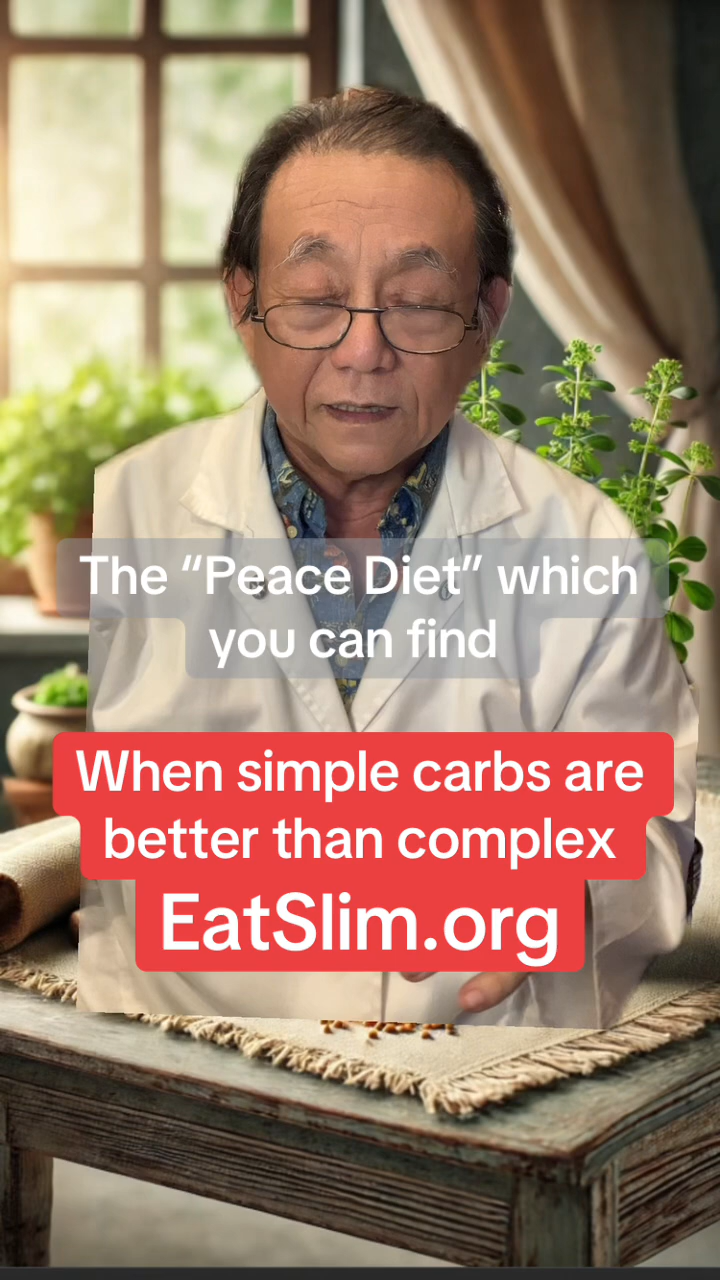 The “Peace Diet” which
you can find
When simple carbs are
better than complex
EatSlim.org